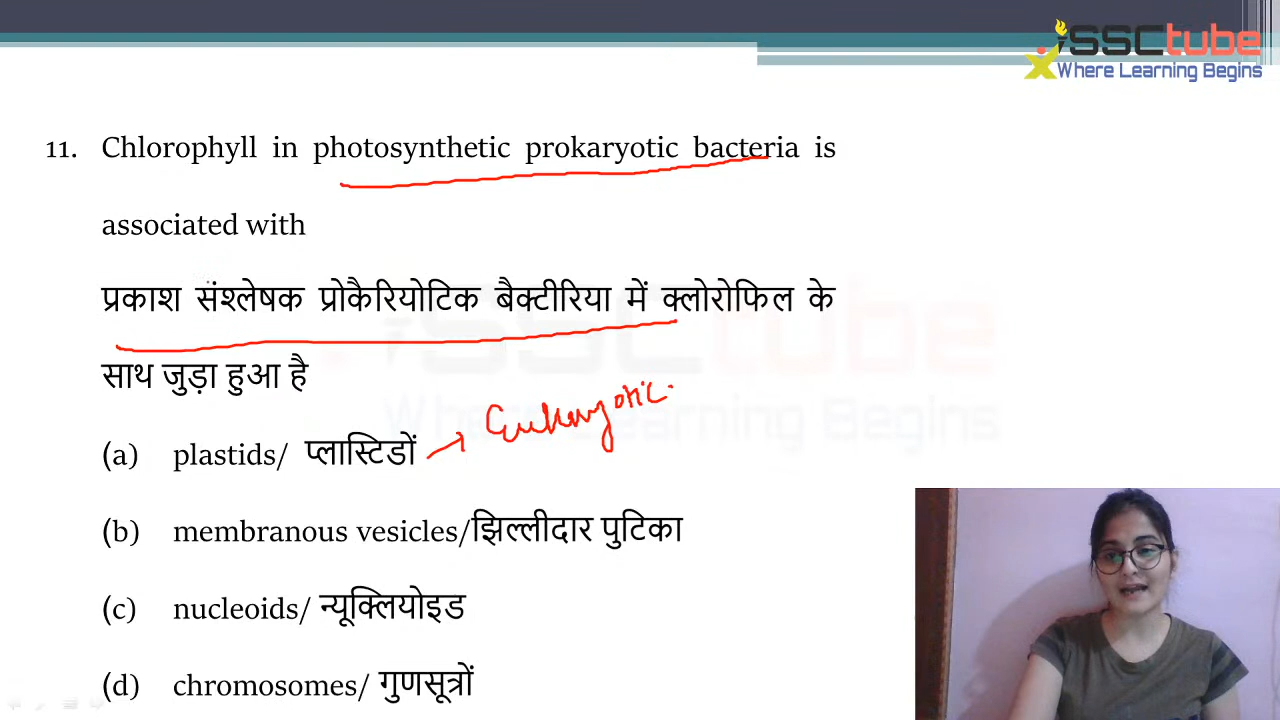 iSSCtube
Where Learning Begins
11. Chlorophyll in photosynthetic prokaryotic bacteria is
associated with
प्रकाश संश्लेषक प्रोकैरियोटिक बैक्टीरिया में क्लोरोफिल के
साथ जुड़ा हुआ है
Eukaryotic
(a) plastids/ प्लास्टिडों
(b) membranous vesicles/झिल्लीदार पुटिका
(c) nucleoids/ न्यूक्लियोइड
(d) chromosomes/ गुणसूत्रों